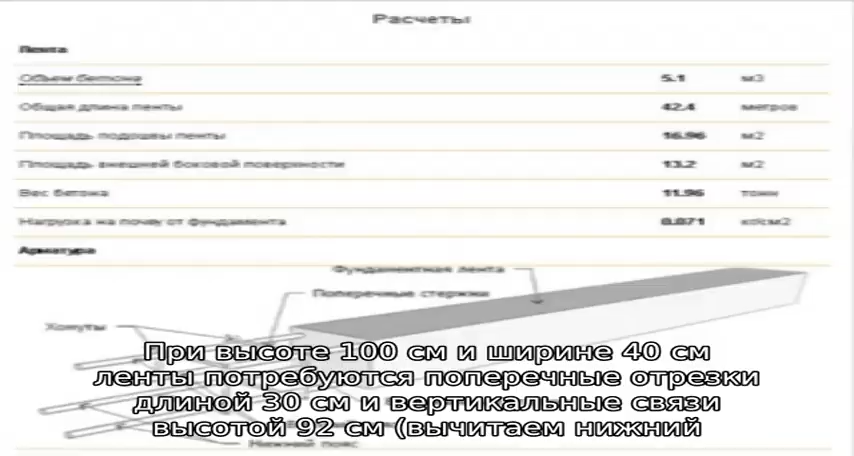 Расчеты
Лента
Объем бетона 5.1 м3
Общая длина ленты 42.4 метров
Площадь подошвы ленты 16.96 м2
Площадь внешней боковой поверхности 13.2 м2
Вес бетона 11.96 тонн
Нагрузка на почву от фундамента 0.071 кг/см2
Арматура
Фундаментная лента
Поперечные стержни
Хомуты
При высоте 100 см и ширине 40 см
ленты потребуются поперечные отрезки
длиной 30 см и вертикальные связи
высотой 92 см (вычитаем нижний
Нижний пояс